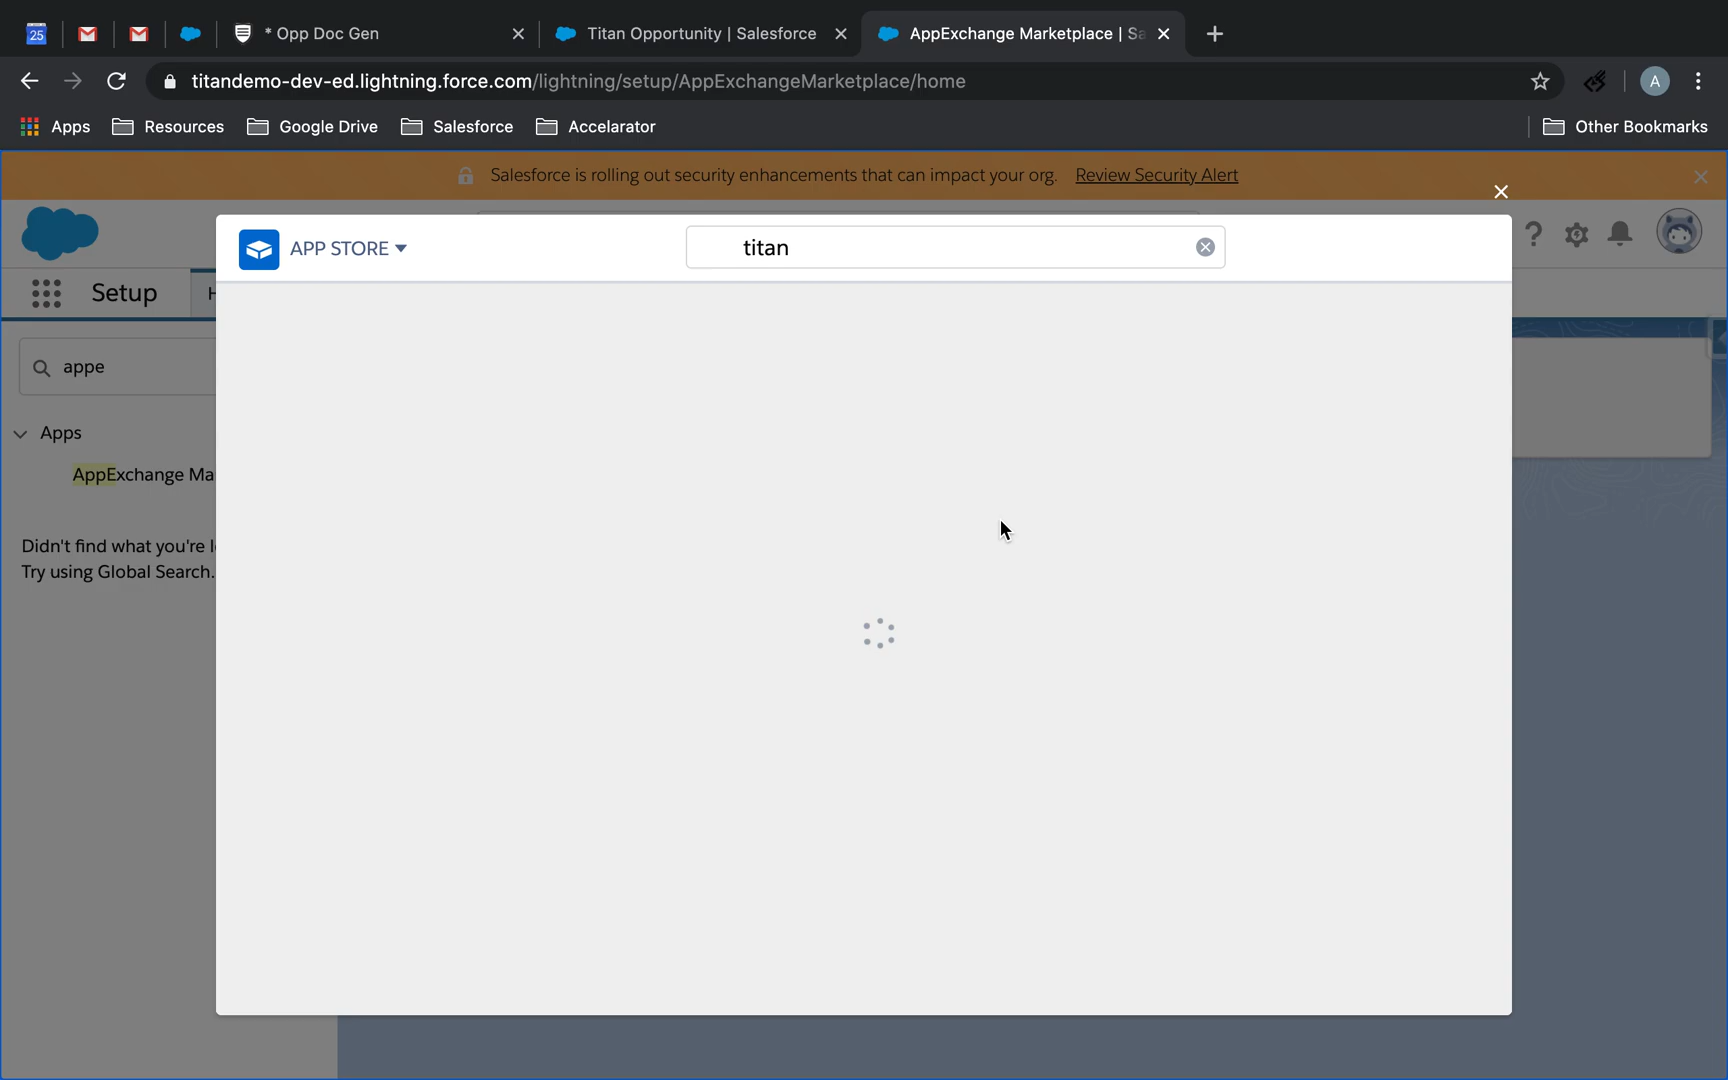 25
* Opp Doc Gen
Titan Opportunity | Salesforce
AppExchange Marketplace | Sa
titandemo-dev-ed.lightning.force.com/lightning/setup/AppExchangeMarketplace/home
A
Apps
Resources
Google Drive
Salesforce
Accelarator
Other Bookmarks
Salesforce is rolling out security enhancements that can impact your org. Review Security Alert
APP STORE
titan
Setup
H
appe
Apps
AppExchange Ma
Didn't find what you're l
Try using Global Search.